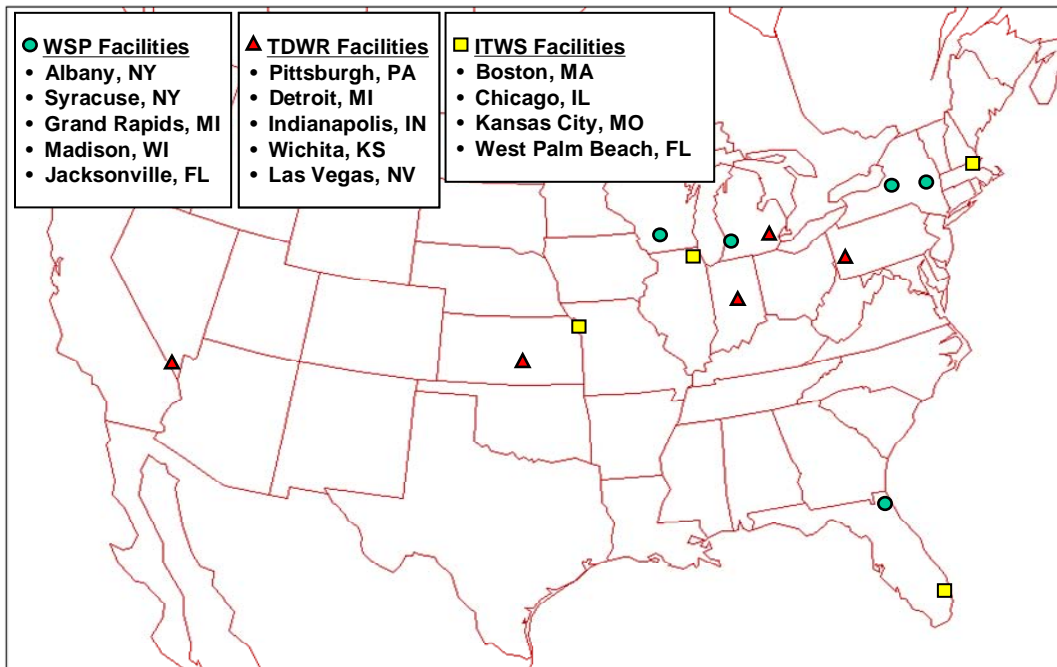 WSP Facilities
• Albany, NY
• Syracuse, NY
• Grand Rapids, MI
• Madison, WI
• Jacksonville, FL
TDWR Facilities
• Pittsburgh, PA
• Detroit, MI
• Indianapolis, IN
• Wichita, KS
• Las Vegas, NV
ITWS Facilities
• Boston, MA
• Chicago, IL
• Kansas City, MO
• West Palm Beach, FL